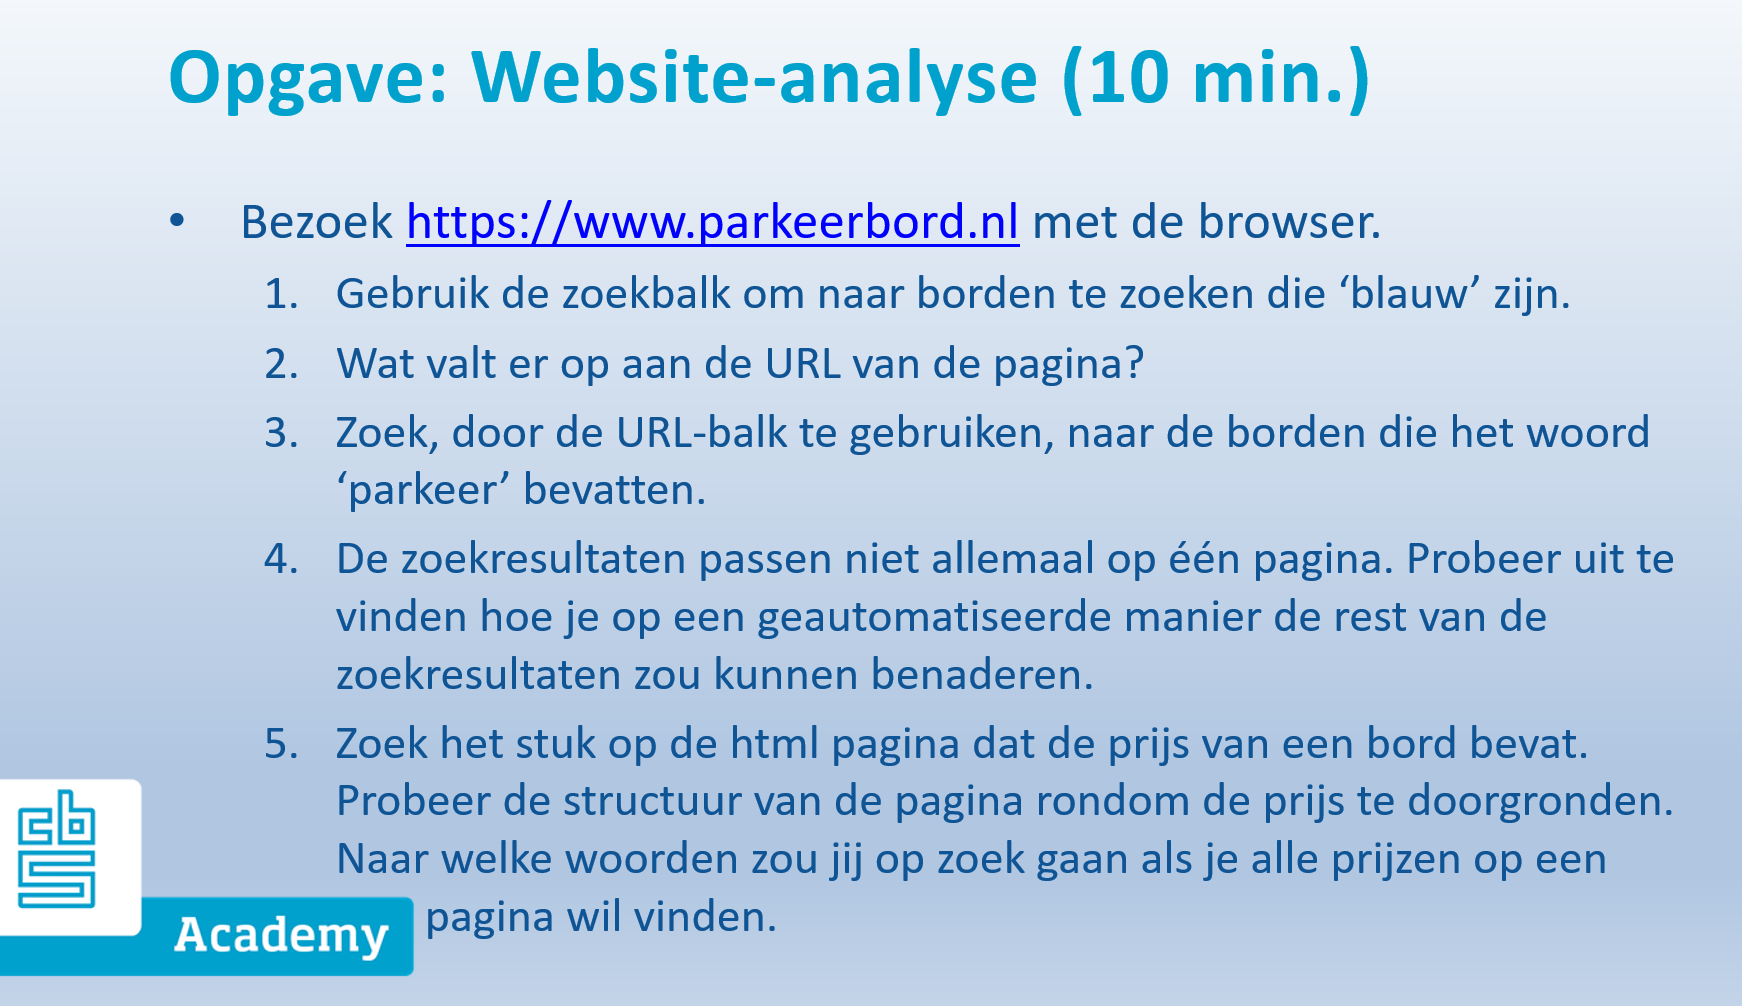 Opgave: Website-analyse (10 min.)
• Bezoek https://www.parkeerbord.nl met de browser.
1. Gebruik de zoekbalk om naar borden te zoeken die ‘blauw’ zijn.
2. Wat valt er op aan de URL van de pagina?
3. Zoek, door de URL-balk te gebruiken, naar de borden die het woord
‘parkeer’ bevatten.
4. De zoekresultaten passen niet allemaal op één pagina. Probeer uit te
vinden hoe je op een geautomatiseerde manier de rest van de
zoekresultaten zou kunnen benaderen.
5. Zoek het stuk op de html pagina dat de prijs van een bord bevat.
Probeer de structuur van de pagina rondom de prijs te doorgronden.
Naar welke woorden zou jij op zoek gaan als je alle prijzen op een
pagina wil vinden.
cbs
Academy